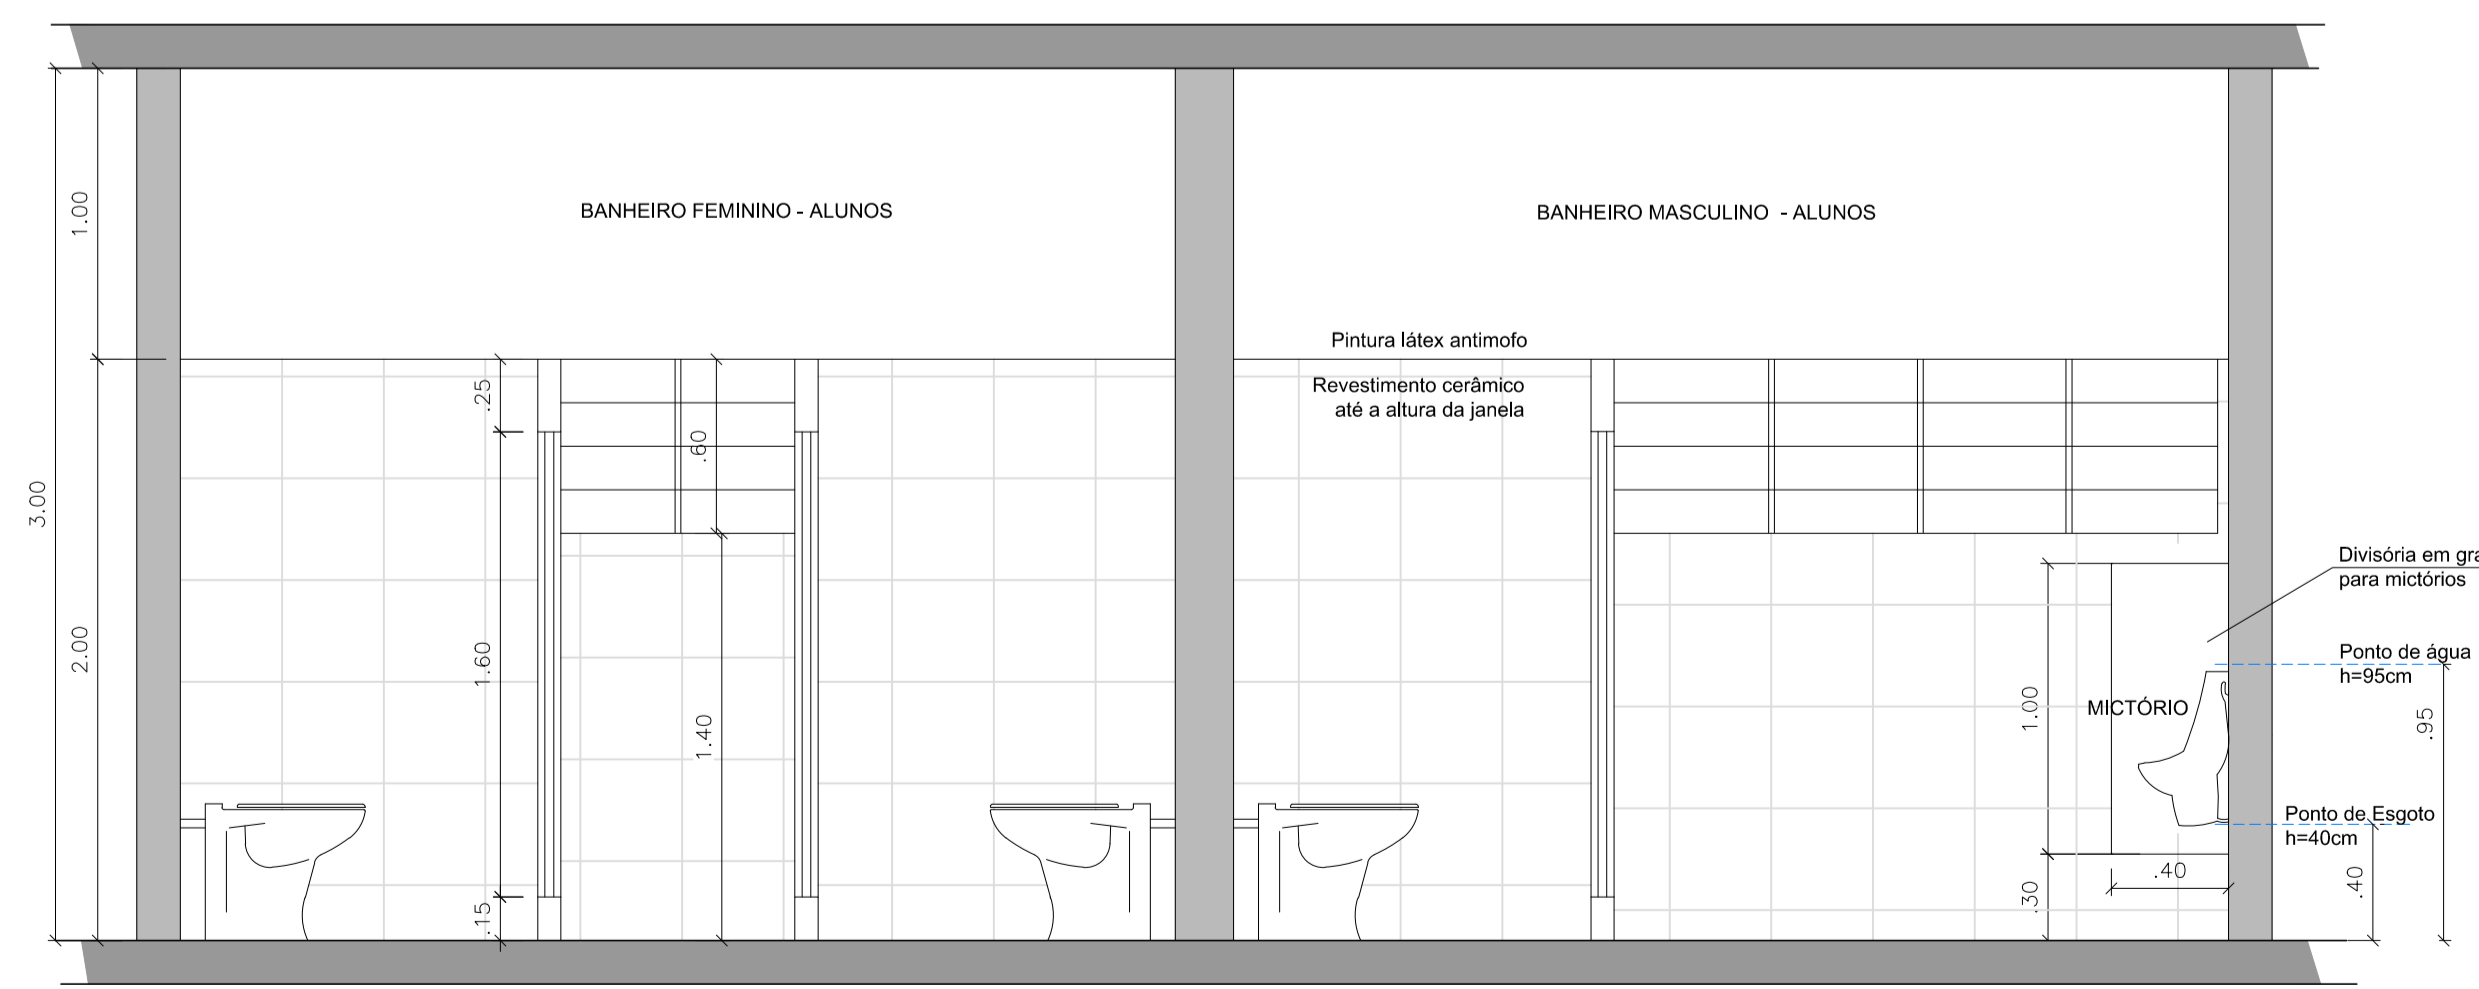 BANHEIRO FEMININO - ALUNOS
BANHEIRO MASCULINO - ALUNOS
1.00
Pintura látex antimofo
Revestimento cerâmico
até a altura da janela
.25
.60
3.00
2.00
1.60
1.40
.15
Divisória em
para mictórios
Ponto de água
h=95cm
MICTÓRIO
1.00
.95
Ponto de Esgoto
h=40cm
.40
.40
.30